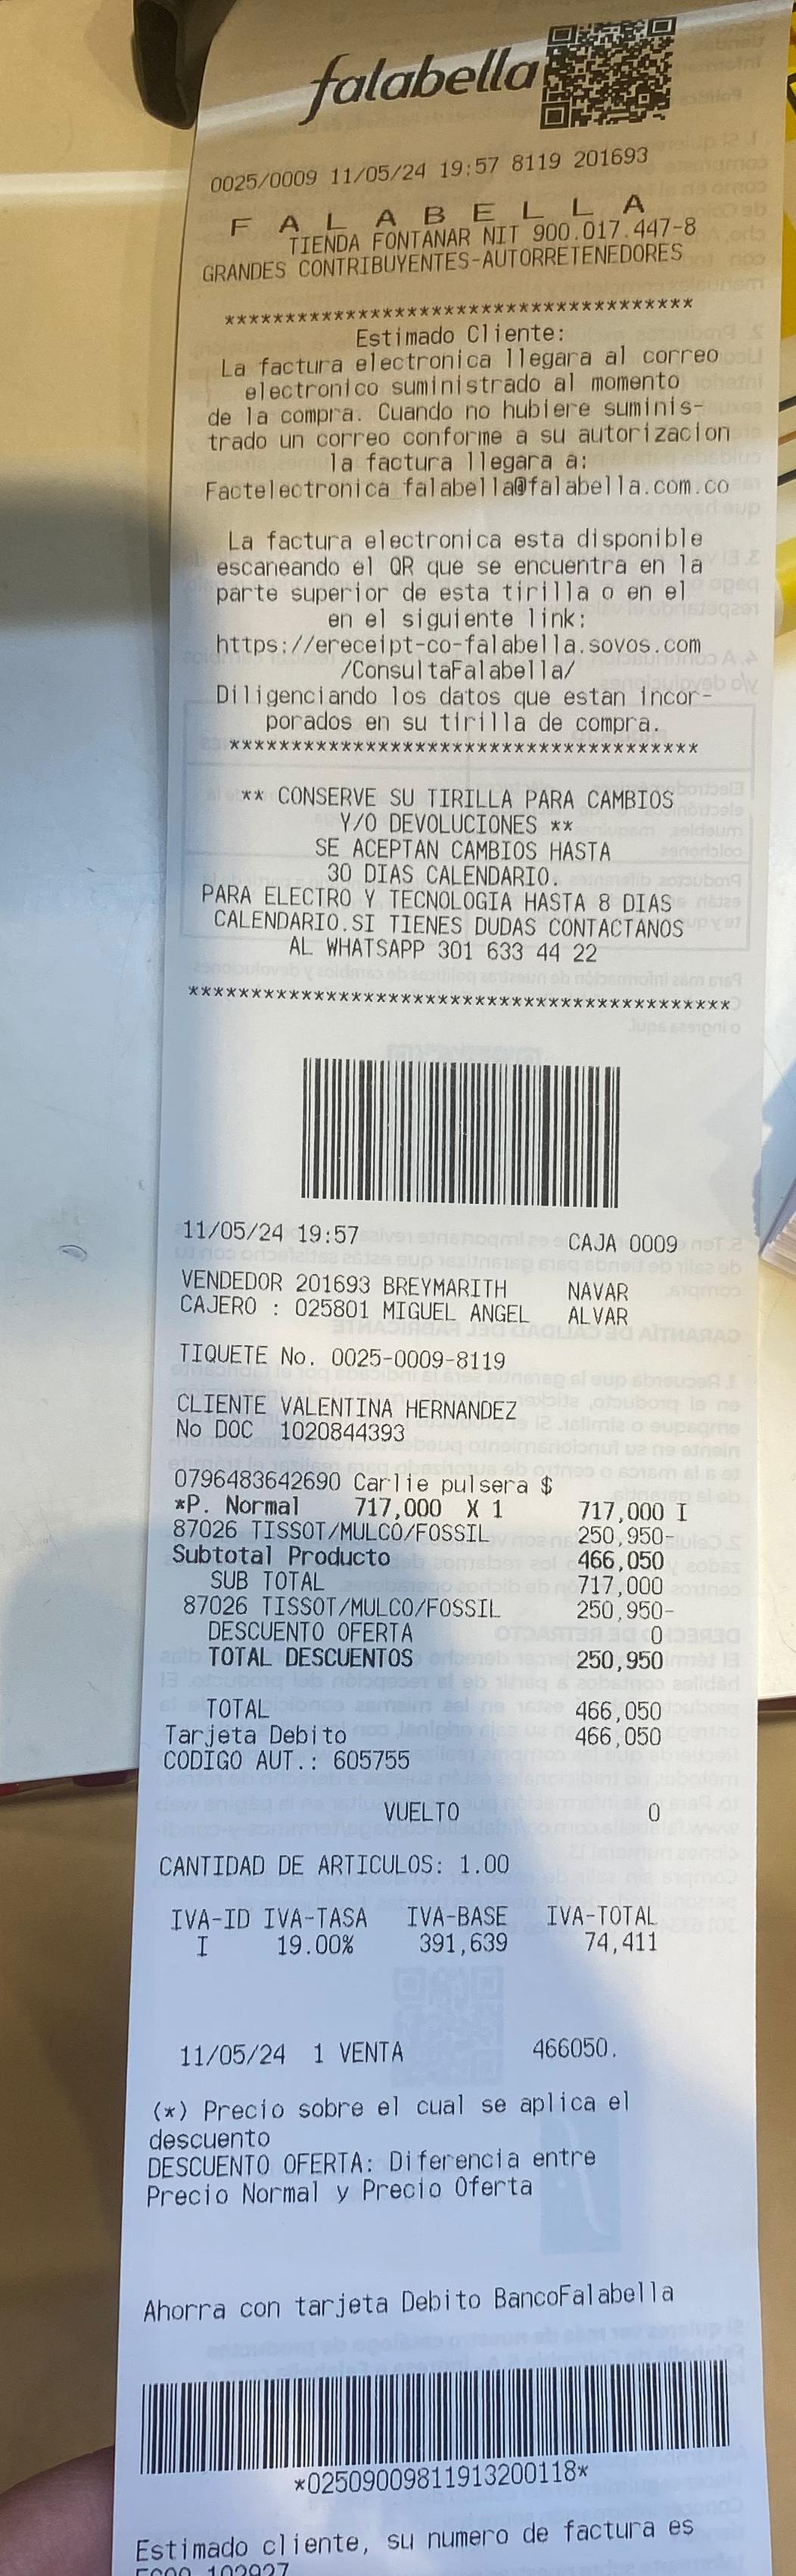 falabella
0025/0009 11/05/24 19:57 8119 201693
F A L A B E L L A
TIENDA FONTANAR NIT 900.017.447-8
GRANDES CONTRIBUYENTES-AUTORRETENEDORES
***************************************
Estimado Cliente:
La factura electronica llegara al correo
electronico suministrado al momento
de la compra. Cuando no hubiere suminis-
trado un correo conforme a su autorizacion
la factura llegara a:
Factelectronica_falabella@falabella.com.co
La factura electronica esta disponible
escaneando el QR que se encuentra en la
parte superior de esta tirilla o en el
en el siguiente link:
https://ereceipt-co-falabella.sovos.com
/ConsultaFalabella/
Diligenciando los datos que estan incor-
porados en su tirilla de compra.
***************************************
** CONSERVE SU TIRILLA PARA CAMBIOS
Y/O DEVOLUCIONES **
SE ACEPTAN CAMBIOS HASTA
30 DIAS CALENDARIO.
PARA ELECTRO Y TECNOLOGIA HASTA 8 DIAS
CALENDARIO.SI TIENES DUDAS CONTACTANOS
AL WHATSAPP 301 633 44 22
********************************************
11/05/24 19:57 CAJA 0009
VENDEDOR 201693 BREYMARITH NAVAR
CAJERO : 025801 MIGUEL ANGEL ALVAR
TIQUETE No. 0025-0009-8119
CLIENTE VALENTINA HERNANDEZ
No DOC 1020844393
0796483642690 Carlie pulsera $
*P. Normal 717,000 X 1 717,000 I
87026 TISSOT/MULCO/FOSSIL 250,950-
Subtotal Producto 466,050
SUB TOTAL 717,000
87026 TISSOT/MULCO/FOSSIL 250,950-
DESCUENTO OFERTA 0
TOTAL DESCUENTOS 250,950
TOTAL 466,050
Tarjeta Debito 466,050
CODIGO AUT.: 605755
VUELTO 0
CANTIDAD DE ARTICULOS: 1.00
IVA-ID IVA-TASA IVA-BASE IVA-TOTAL
I 19.00% 391,639 74,411
11/05/24 1 VENTA 466050.
(*) Precio sobre el cual se aplica el
descuento
DESCUENTO OFERTA: Diferencia entre
Precio Normal y Precio Oferta
Ahorra con tarjeta Debito BancoFalabella
*02509009811913200118*
Estimado cliente, su numero de factura es